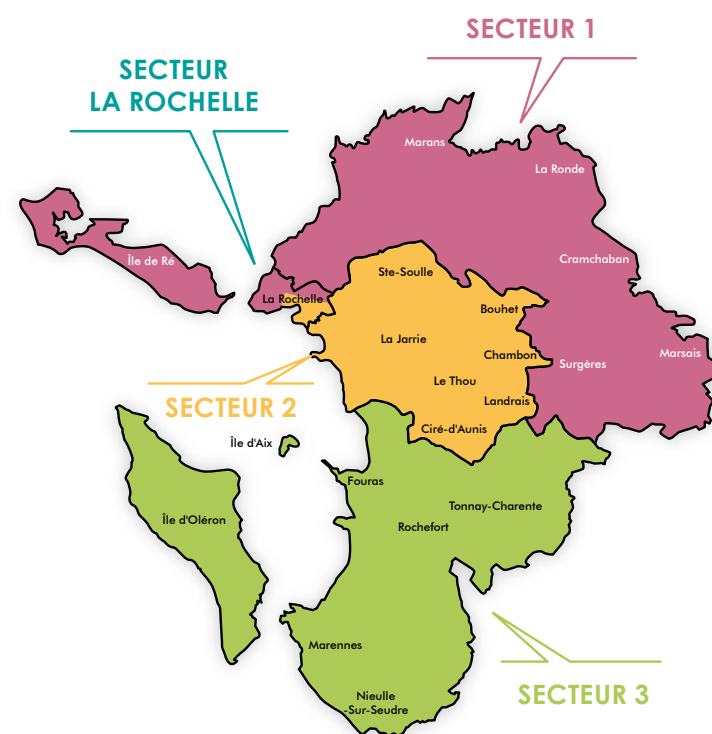 SECTEUR 1
SECTEUR
LA ROCHELLE
Marans
La Ronde
Île de Ré
Cramchaban
Ste-Soulle
La Rochelle
Bouhet
La Jarrie
Chambon
Surgères
Marsais
Le Thou
Landrais
SECTEUR 2
Ciré-d'Aunis
Île d'Aix
Fouras
Tonnay-Charente
Île d'Oléron
Rochefort
Marennes
SECTEUR 3
Nieulle
-Sur-Seudre